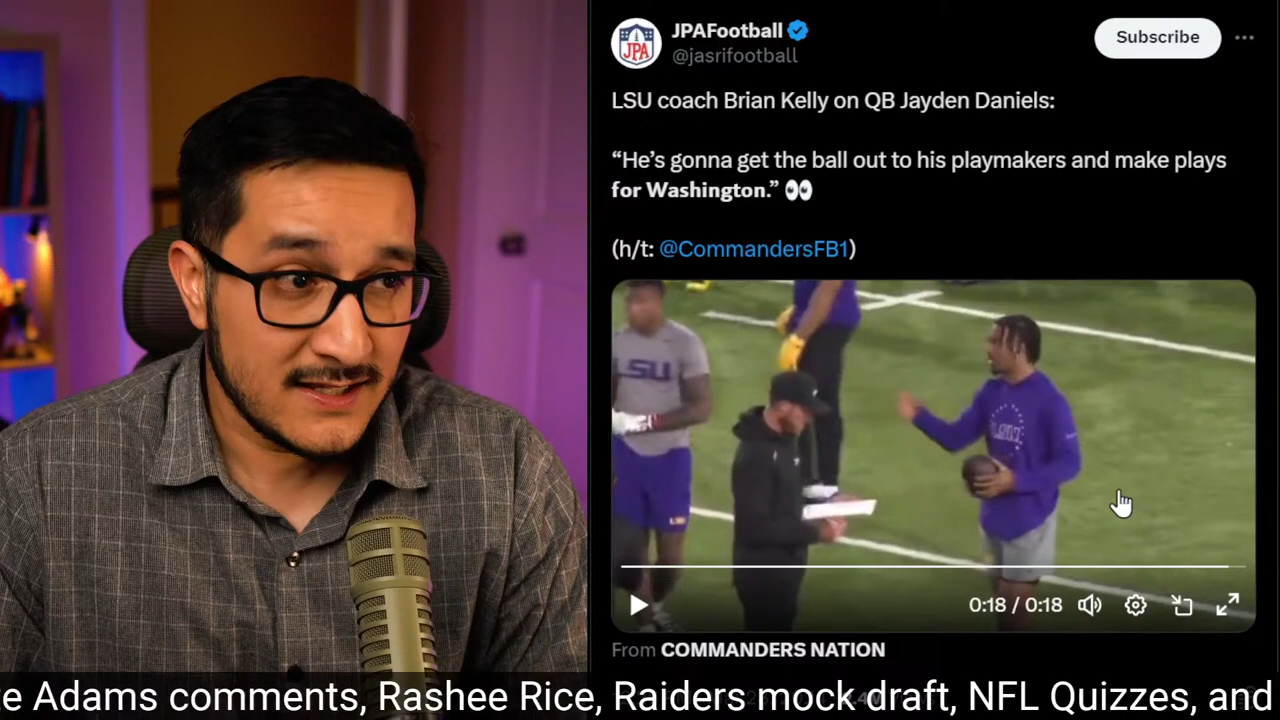 JPAFootball
@jasrifootball
Subscribe
LSU coach Brian Kelly on QB Jayden Daniels:
“He’s gonna get the ball out to his playmakers and make plays
for Washington.” 👀
(h/t: @CommandersFB1)
JPA
LSU
LSU
0:18 / 0:18
From COMMANDERS NATION
e Adams comments, Rashee Rice, Raiders mock draft, NFL Quizzes, and